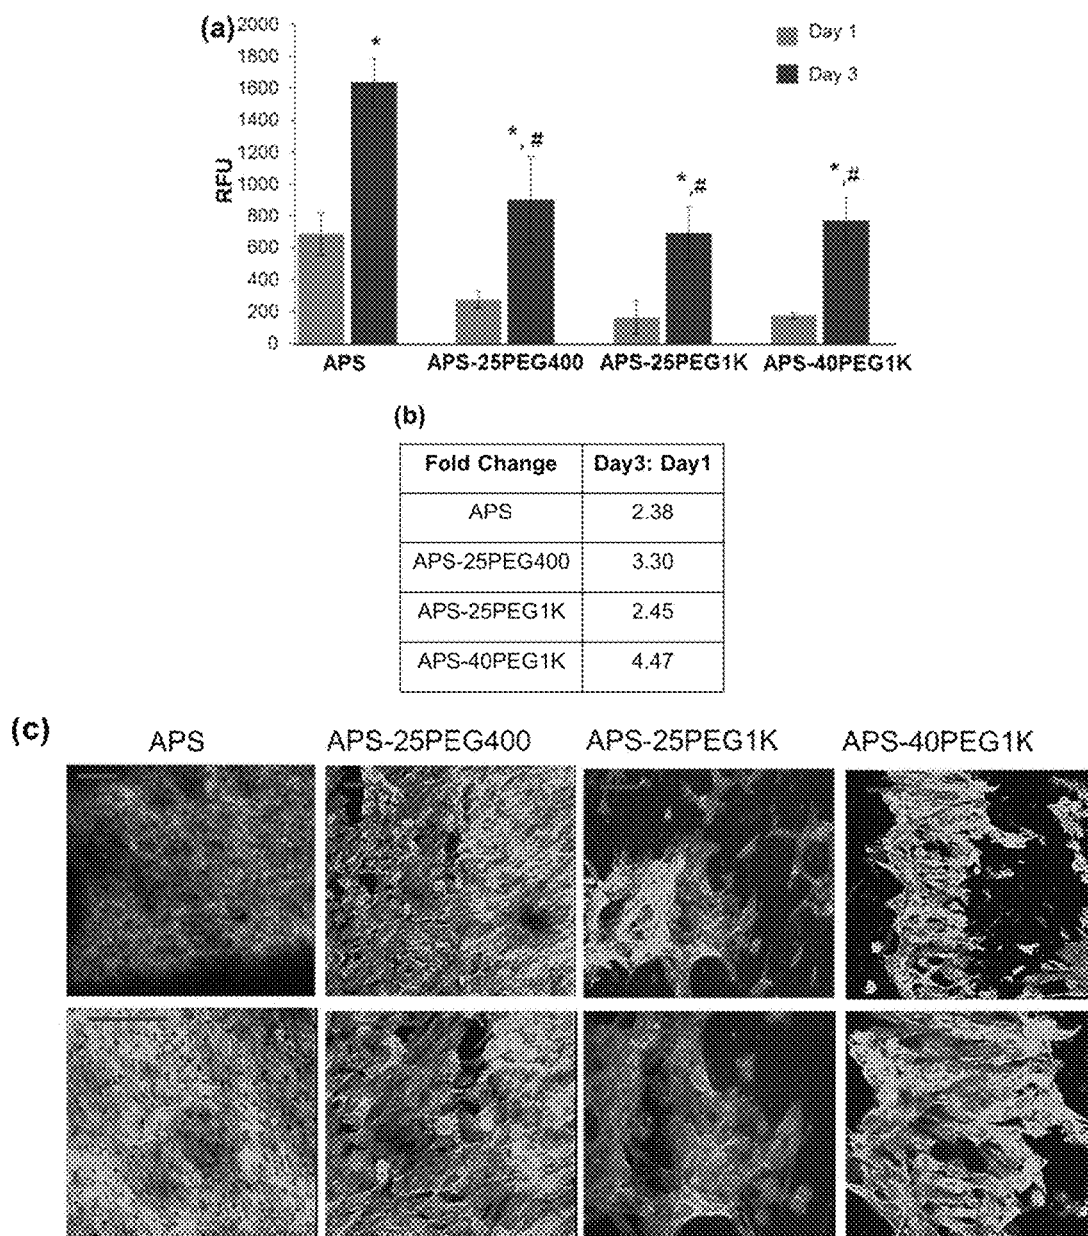 (a)
2000
1800
1600
1400
1200
1000
800
600
400
200
0
RFU
*
*, #
*,#
*,#
Day 1
Day 3
APS APS-25PEG400 APS-25PEG1K APS-40PEG1K
(b)
Fold Change Day3: Day1
APS 2.38
APS-25PEG400 3.30
APS-25PEG1K 2.45
APS-40PEG1K 4.47
(c)
APS APS-25PEG400 APS-25PEG1K APS-40PEG1K